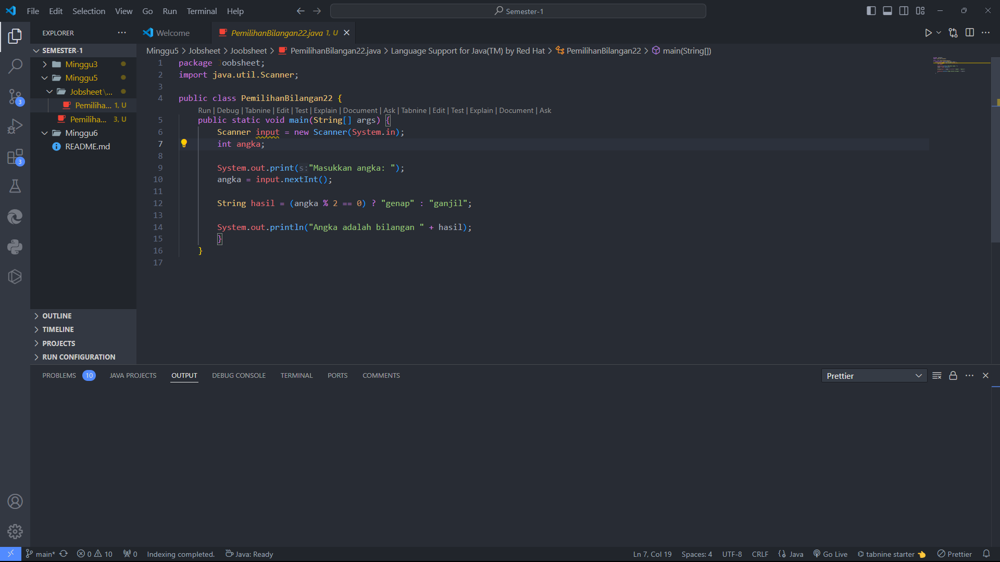 File Edit Selection View Go Run Terminal Help
Semester-1
EXPLORER
Welcome
PemilihanBilangan22.java 1, U
SEMESTER-1
Minggu5 > Jobsheet > Joobsheet > PemilihanBilangan22.java > Language Support for Java(TM) by Red Hat > PemilihanBilangan22 > main(String[])
Minggu3
Minggu5
Jobsheet\...
Pemiliha... 1, U
Pemiliha... 3, U
Minggu6
README.md
1 package Joobsheet;
2 import java.util.Scanner;
3
4 public class PemilihanBilangan22 {
Run | Debug | Tabnine | Edit | Test | Explain | Document | Ask | Tabnine | Edit | Test | Explain | Document | Ask
5 public static void main(String[] args) {
6 Scanner input = new Scanner(System.in);
7 int angka;
8
9 System.out.print(s:"Masukkan angka: ");
10 angka = input.nextInt();
11
12 String hasil = (angka % 2 == 0) ? "genap" : "ganjil";
13
14 System.out.println("Angka adalah bilangan " + hasil);
15 }
16 }
17
OUTLINE
TIMELINE
PROJECTS
RUN CONFIGURATION
3
3
PROBLEMS 10 JAVA PROJECTS OUTPUT DEBUG CONSOLE TERMINAL PORTS COMMENTS
Prettier
main* 0 10 0 Indexing completed. Java: Ready
Ln 7, Col 19 Spaces: 4 UTF-8 CRLF {} Java Go Live tabnine starter Prettier